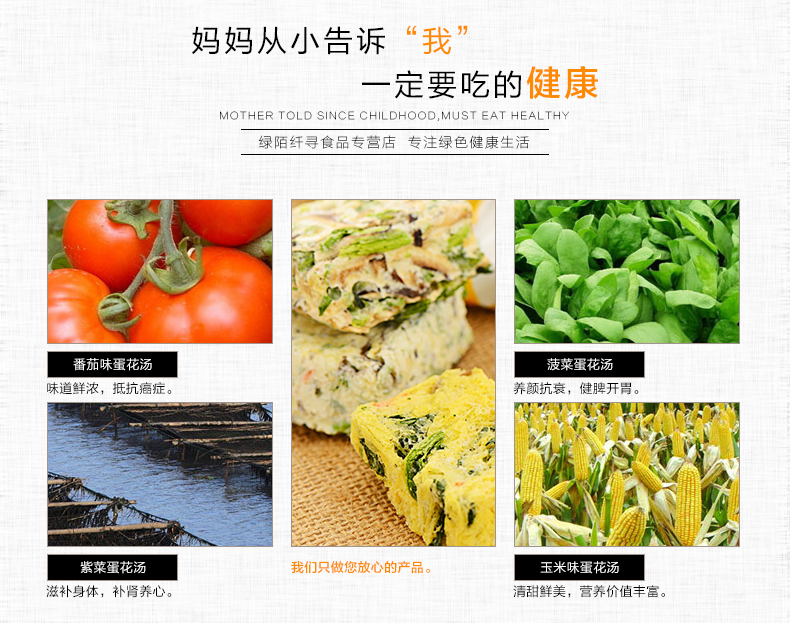 妈妈从小告诉“我”
一定要吃的健康
MOTHER TOLD SINCE CHILDHOOD,MUST EAT HEALTHY
绿陌纤寻食品专营店 专注绿色健康生活
番茄味蛋花汤
味道鲜浓，抵抗癌症。
菠菜蛋花汤
养颜抗衰，健脾开胃。
紫菜蛋花汤
滋补身体，补肾养心。
我们只做您放心的产品。
玉米味蛋花汤
清甜鲜美，营养价值丰富。